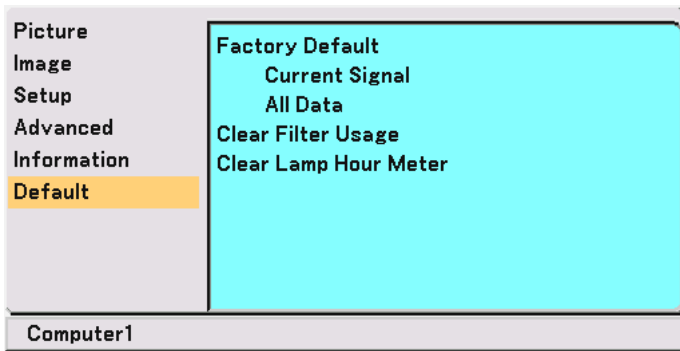 Picture
Image
Setup
Advanced
Information
Default
Factory Default
Current Signal
All Data
Clear Filter Usage
Clear Lamp Hour Meter
Computer1